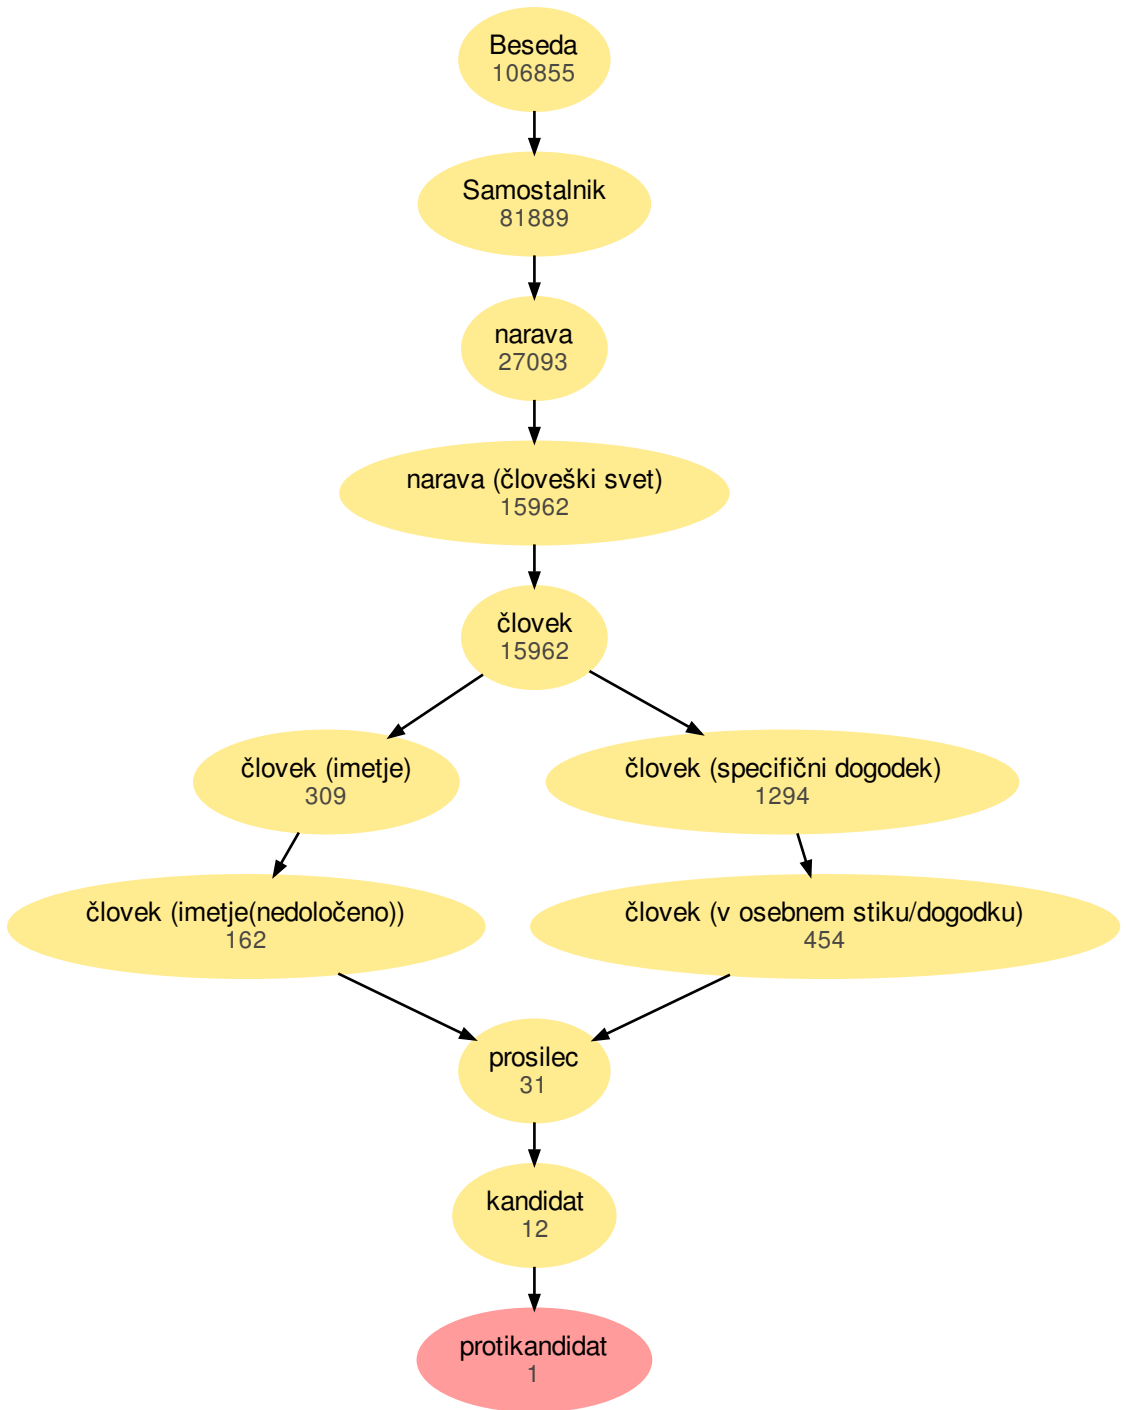 Beseda
106855
Samostalnik
81889
narava
27093
narava (človeški svet)
15962
človek
15962
človek (imetje)
309
človek (specifični dogodek)
1294
človek (imetje(nedoločeno))
162
človek (v osebnem stiku/dogodku)
454
prosilec
31
kandidat
12
protikandidat
1